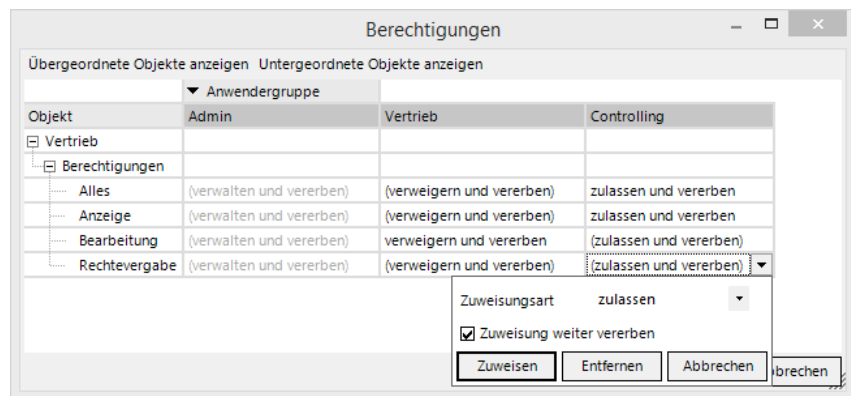 Berechtigungen
Übergeordnete Objekte anzeigen Untergeordnete Objekte anzeigen
Anwendergruppe
Objekt Admin Vertrieb Controlling
Vertrieb
Berechtigungen
Alles (verwalten und vererben) (verweigern und vererben) zulassen und vererben
Anzeige (verwalten und vererben) (verweigern und vererben) zulassen und vererben
Bearbeitung (verwalten und vererben) verweigern und vererben (zulassen und vererben)
Rechtevergabe (verwalten und vererben) (verweigern und vererben) (zulassen und vererben)
Zuweisungsart zulassen
Zuweisung weiter vererben
Zuweisen Entfernen Abbrechen